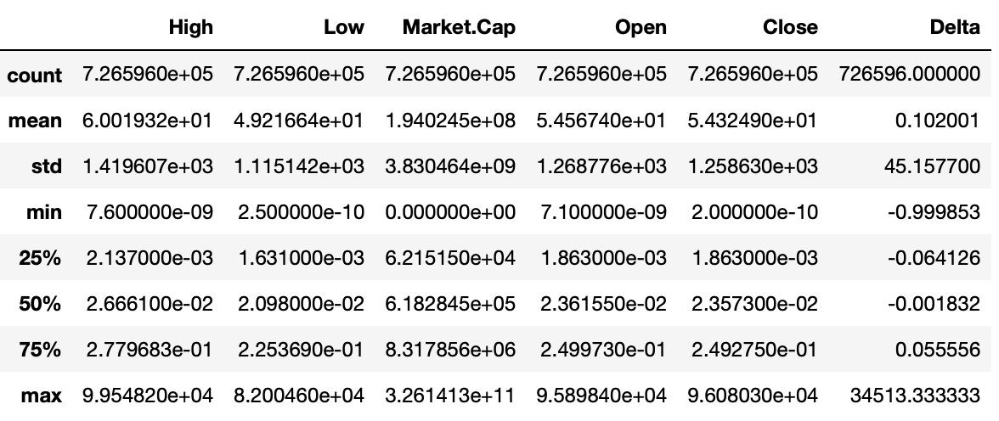 High Low Market.Cap Open Close Delta
count 7.265960e+05 7.265960e+05 7.265960e+05 7.265960e+05 7.265960e+05 726596.000000
mean 6.001932e+01 4.921664e+01 1.940245e+08 5.456740e+01 5.432490e+01 0.102001
std 1.419607e+03 1.115142e+03 3.830464e+09 1.268776e+03 1.258630e+03 45.157700
min 7.600000e-09 2.500000e-10 0.000000e+00 7.100000e-09 2.000000e-10 -0.999853
25% 2.137000e-03 1.631000e-03 6.215150e+04 1.863000e-03 1.863000e-03 -0.064126
50% 2.666100e-02 2.098000e-02 6.182845e+05 2.361550e-02 2.357300e-02 -0.001832
75% 2.779683e-01 2.253690e-01 8.317856e+06 2.499730e-01 2.492750e-01 0.055556
max 9.954820e+04 8.200460e+04 3.261413e+11 9.589840e+04 9.608030e+04 34513.333333